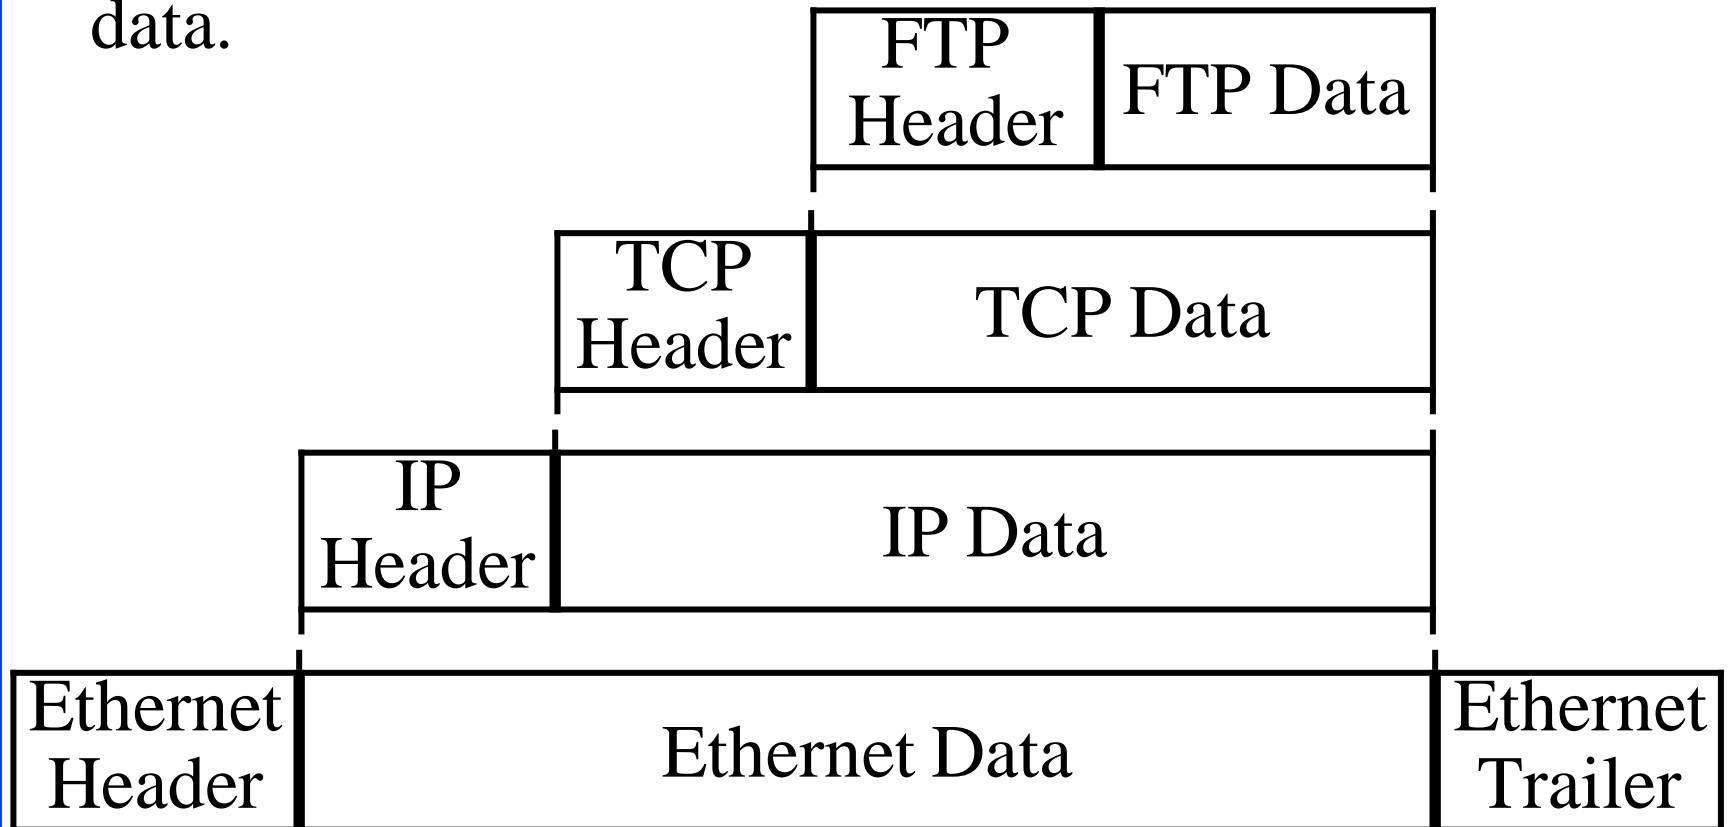 data.
FTP
Header
FTP Data
TCP
Header
TCP Data
IP
Header
IP Data
Ethernet
Header
Ethernet Data
Ethernet
Trailer